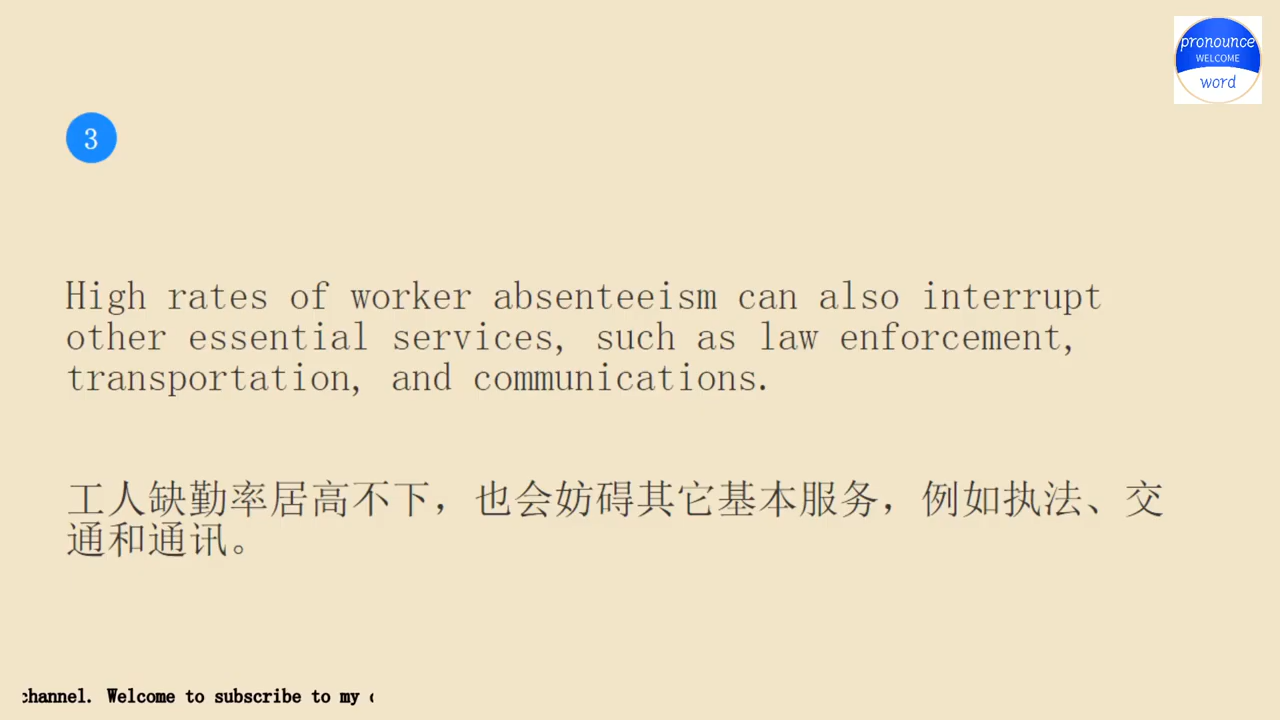 pronounce
WELCOME
word
3
High rates of worker absenteeism can also interrupt
other essential services, such as law enforcement,
transportation, and communications.
工人缺勤率居高不下，也会妨碍其它基本服务，例如执法、交
通和通讯。
channel. Welcome to subscribe to my